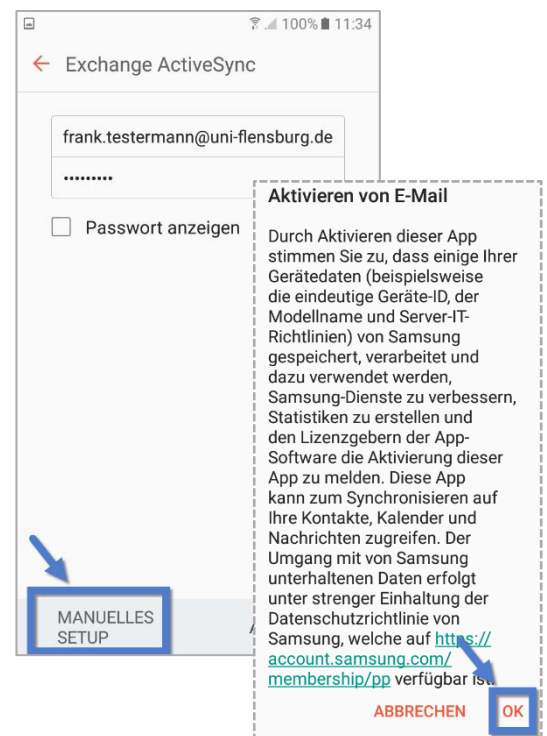 100% 11:34
Exchange ActiveSync
frank.testermann@uni-flensburg.de
•••••••••
Passwort anzeigen
MANUELLES
SETUP
Aktivieren von E-Mail
Durch Aktivieren dieser App
stimmen Sie zu, dass einige Ihrer
Gerätedaten (beispielsweise
die eindeutige Geräte-ID, der
Modellname und Server-IT-
Richtlinien) von Samsung
gespeichert, verarbeitet und
dazu verwendet werden,
Samsung-Dienste zu verbessern,
Statistiken zu erstellen und
den Lizenzgebern der App-
Software die Aktivierung dieser
App zu melden. Diese App
kann zum Synchronisieren auf
Ihre Kontakte, Kalender und
Nachrichten zugreifen. Der
Umgang mit von Samsung
unterhaltenen Daten erfolgt
unter strenger Einhaltung der
Datenschutzrichtlinie von
Samsung, welche auf https://
account.samsung.com/
membership/pp verfügbar ist.
ABBRECHEN OK